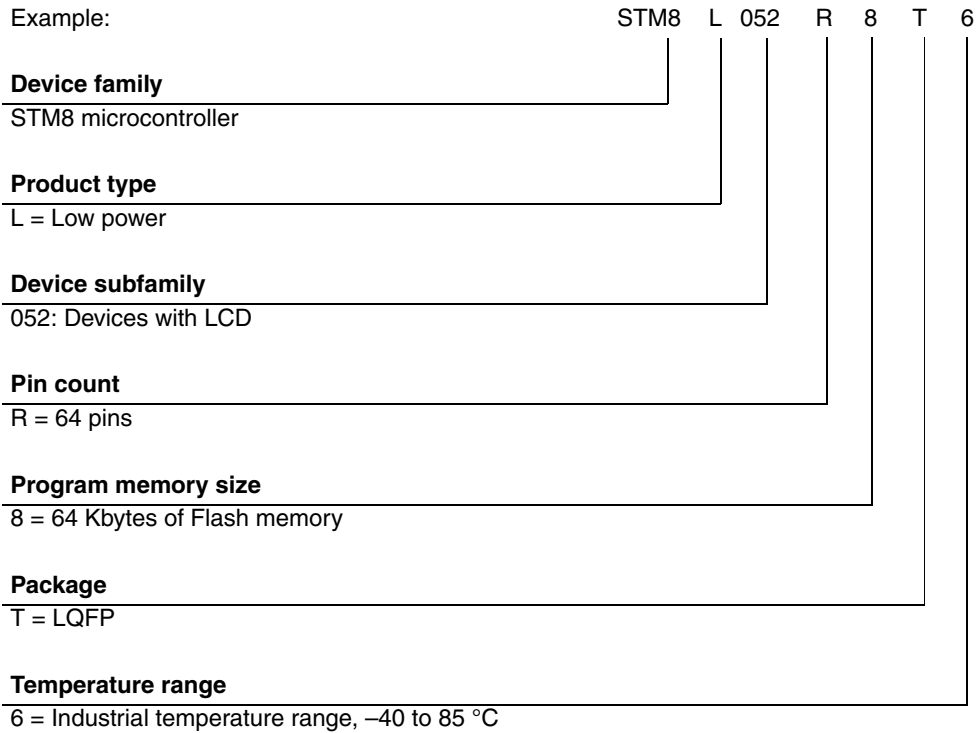 Example: STM8 L 052 R 8 T 6
Device family
STM8 microcontroller
Product type
L = Low power
Device subfamily
052: Devices with LCD
Pin count
R = 64 pins
Program memory size
8 = 64 Kbytes of Flash memory
Package
T = LQFP
Temperature range
6 = Industrial temperature range, –40 to 85 °C